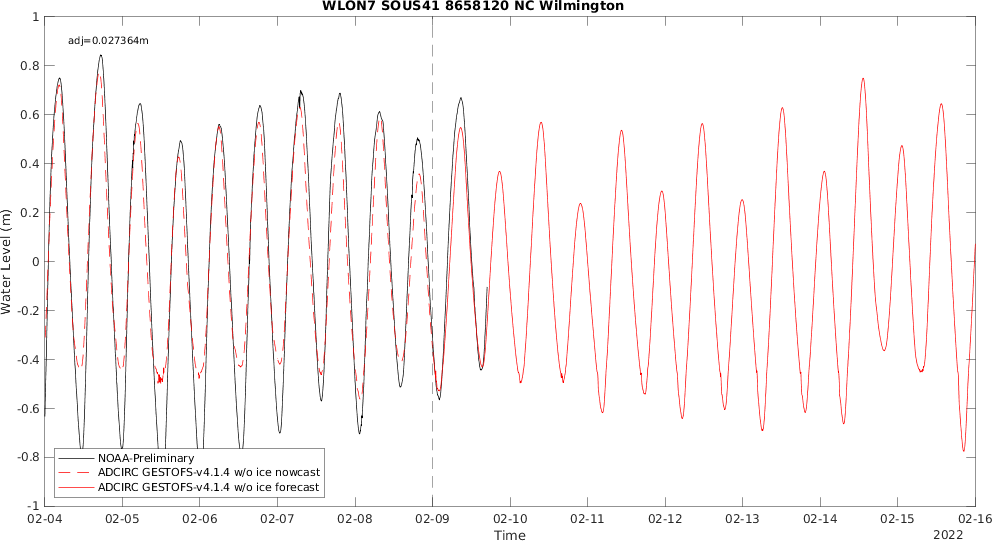 WLON7 SOUS41 8658120 NC Wilmington
adj=0.027364m
1
0.8
0.6
0.4
0.2
0
-0.2
-0.4
-0.6
-0.8
-1
Water Level (m)
NOAA-Preliminary
ADCIRC GESTOFS-v4.1.4 w/o ice nowcast
ADCIRC GESTOFS-v4.1.4 w/o ice forecast
02-04 02-05 02-06 02-07 02-08 02-09 02-10 02-11 02-12 02-13 02-14 02-15 02-16
Time
2022